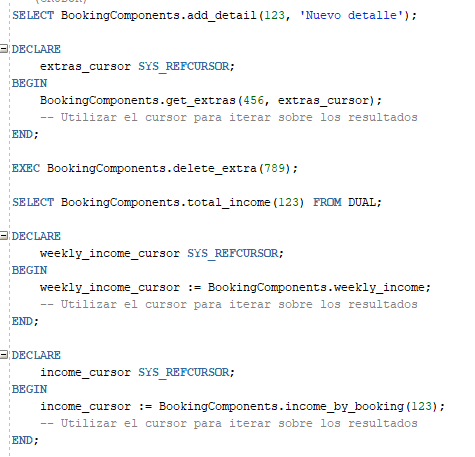 SELECT BookingComponents.add_detail(123, 'Nuevo detalle');
DECLARE
extras_cursor SYS_REFCURSOR;
BEGIN
BookingComponents.get_extras(456, extras_cursor);
-- Utilizar el cursor para iterar sobre los resultados
END;
EXEC BookingComponents.delete_extra(789);
SELECT BookingComponents.total_income(123) FROM DUAL;
DECLARE
weekly_income_cursor SYS_REFCURSOR;
BEGIN
weekly_income_cursor := BookingComponents.weekly_income;
-- Utilizar el cursor para iterar sobre los resultados
END;
DECLARE
income_cursor SYS_REFCURSOR;
BEGIN
income_cursor := BookingComponents.income_by_booking(123);
-- Utilizar el cursor para iterar sobre los resultados
END;